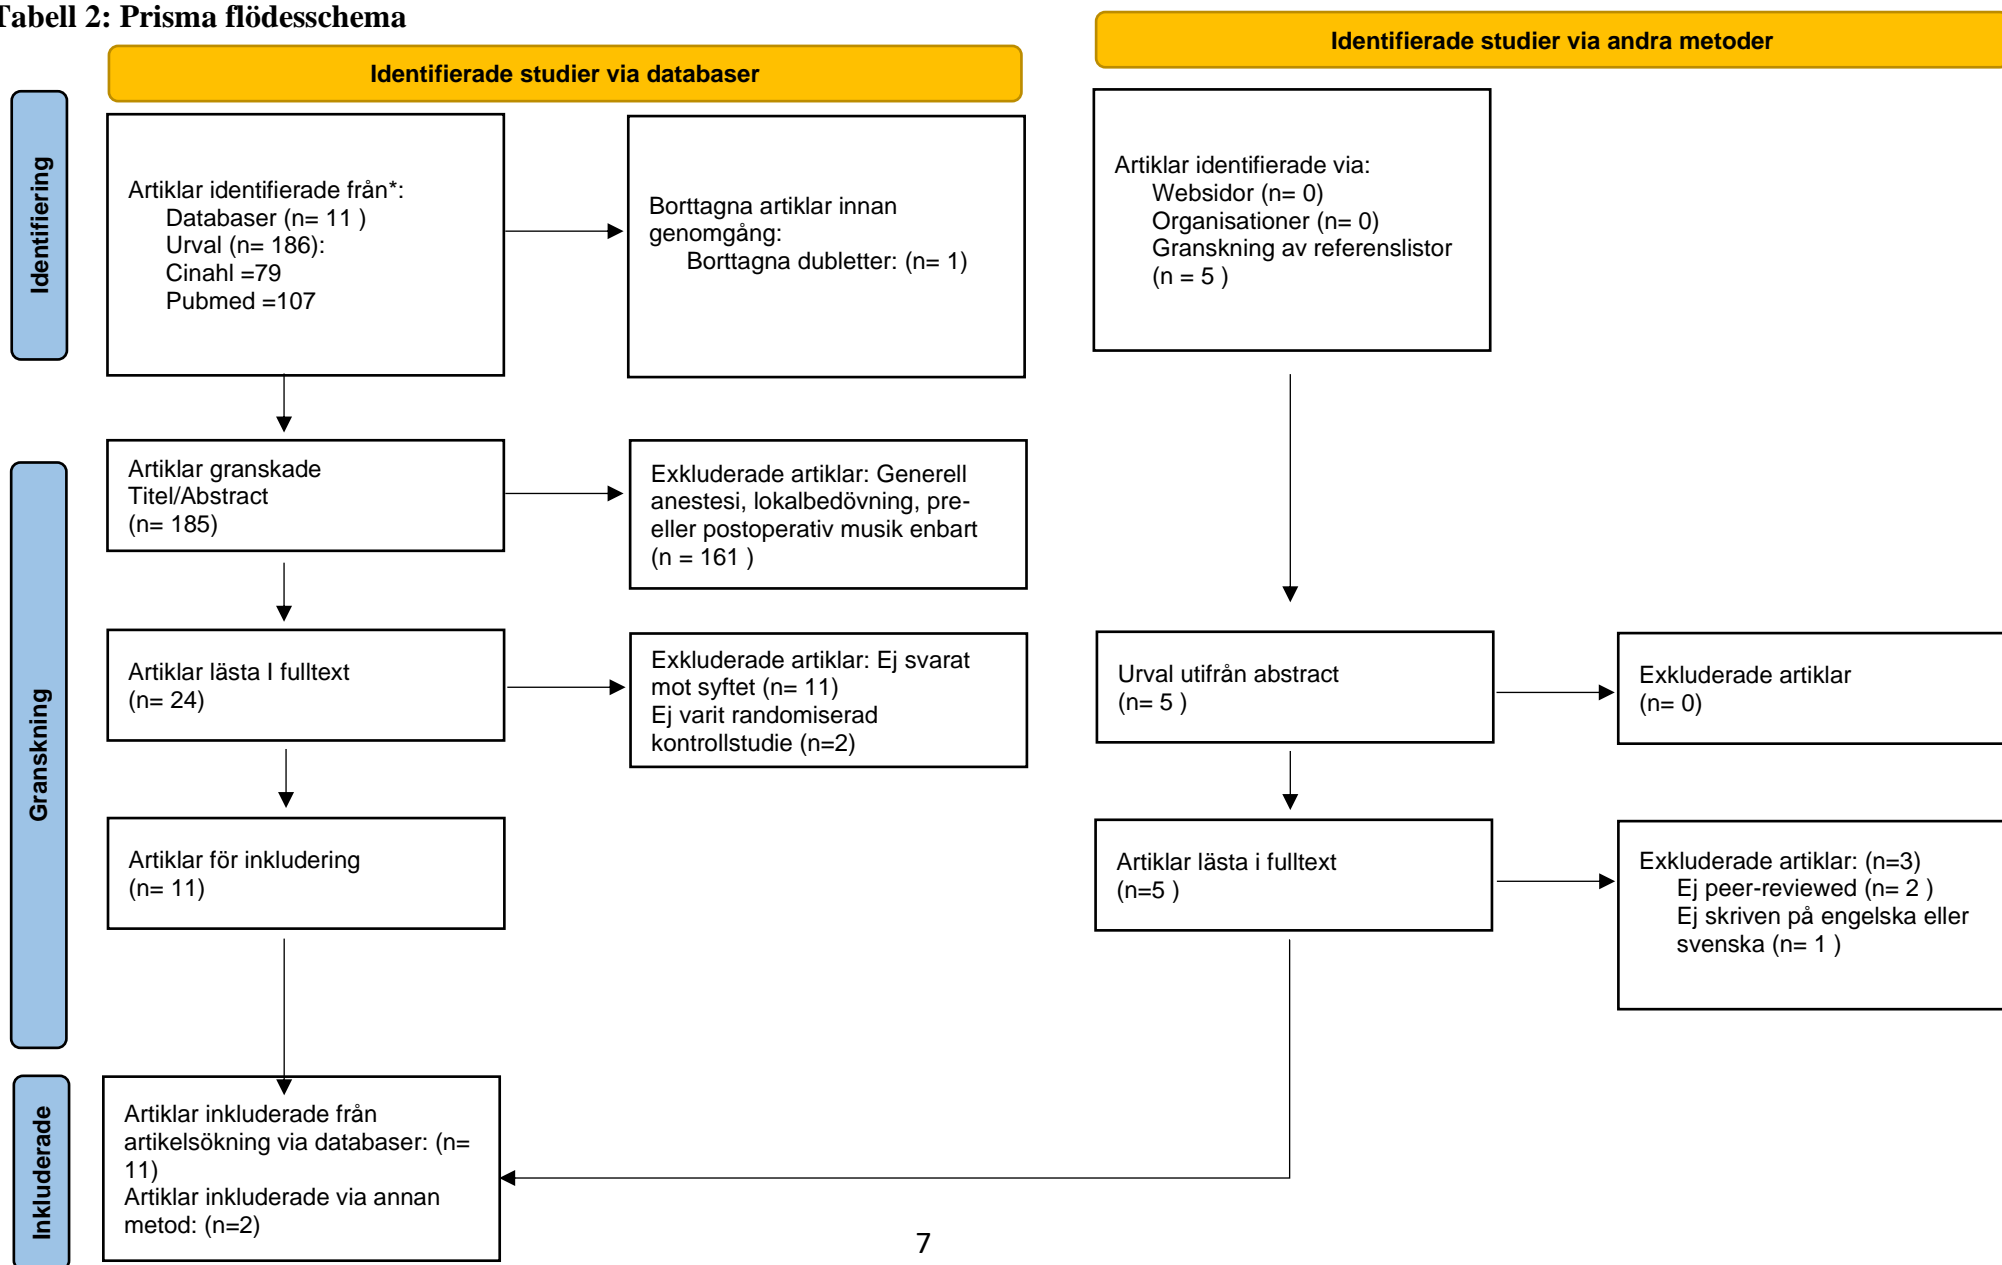 Tabell 2: Prisma flödesschema
Identifierade studier via databaser
Identifierade studier via andra metoder
Identifiering
Artiklar identifierade från*:
Databaser (n= 11 )
Urval (n= 186):
Cinahl =79
Pubmed =107
Borttagna artiklar innan
genomgång:
Borttagna dubletter: (n= 1)
Artiklar identifierade via:
Websidor (n= 0)
Organisationer (n= 0)
Granskning av referenslistor
(n = 5 )
Granskning
Artiklar granskade
Titel/Abstract
(n= 185)
Exkluderade artiklar: Generell
anestesi, lokalbedövning, pre-
eller postoperativ musik enbart
(n = 161 )
Artiklar lästa I fulltext
(n= 24)
Exkluderade artiklar: Ej svarat
mot syftet (n= 11)
Ej varit randomiserad
kontrollstudie (n=2)
Urval utifrån abstract
(n= 5 )
Exkluderade artiklar
(n= 0)
Artiklar för inkludering
(n= 11)
Artiklar lästa i fulltext
(n=5 )
Exkluderade artiklar: (n=3)
Ej peer-reviewed (n= 2 )
Ej skriven på engelska eller
svenska (n= 1 )
Inkluderade
Artiklar inkluderade från
artikelsökning via databaser: (n=
11)
Artiklar inkluderade via annan
metod: (n=2)
7